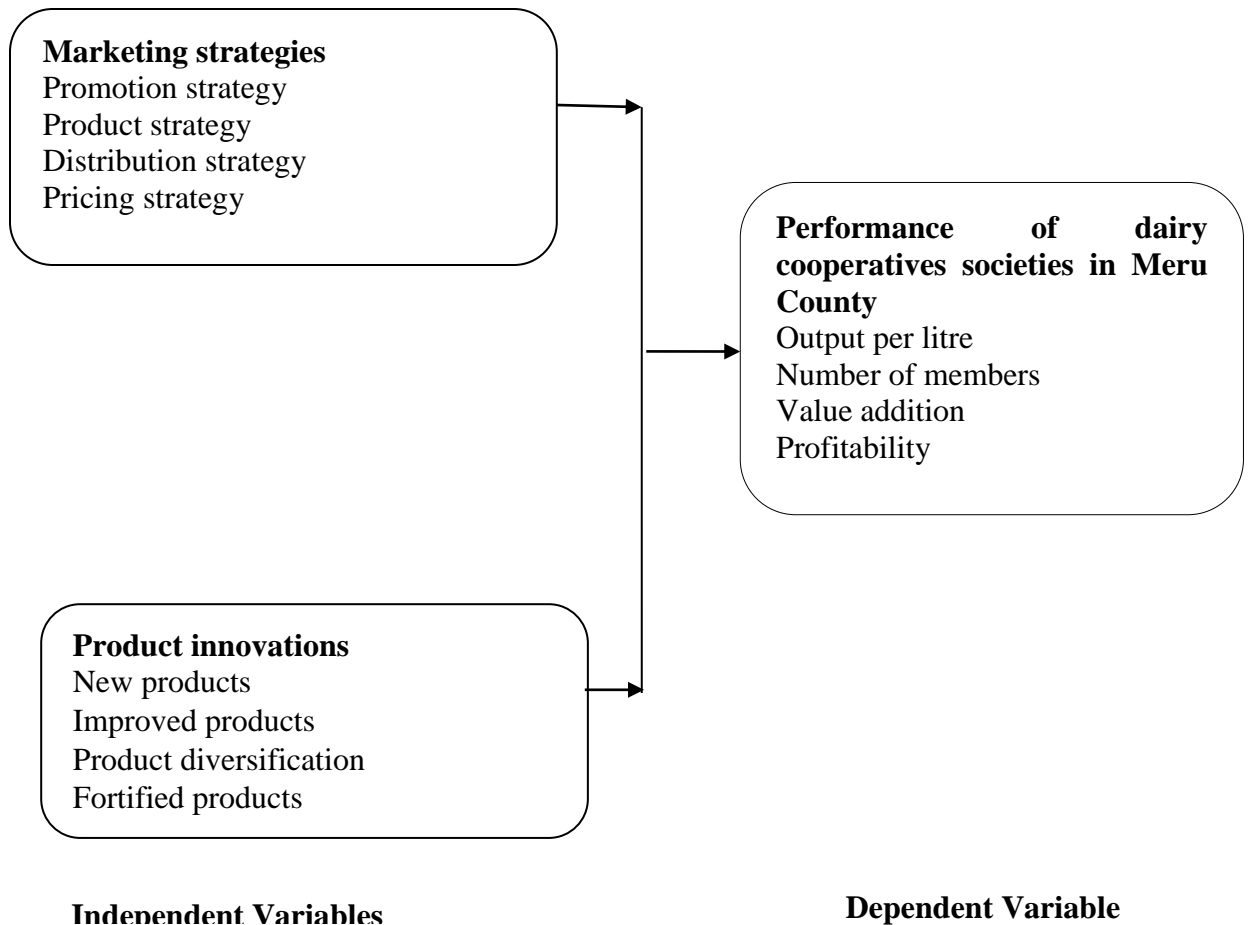 Marketing strategies
Promotion strategy
Product strategy
Distribution strategy
Pricing strategy
Performance of dairy
cooperatives societies in Meru
County
Output per litre
Number of members
Value addition
Profitability
Product innovations
New products
Improved products
Product diversification
Fortified products
Independent Variables
Dependent Variable